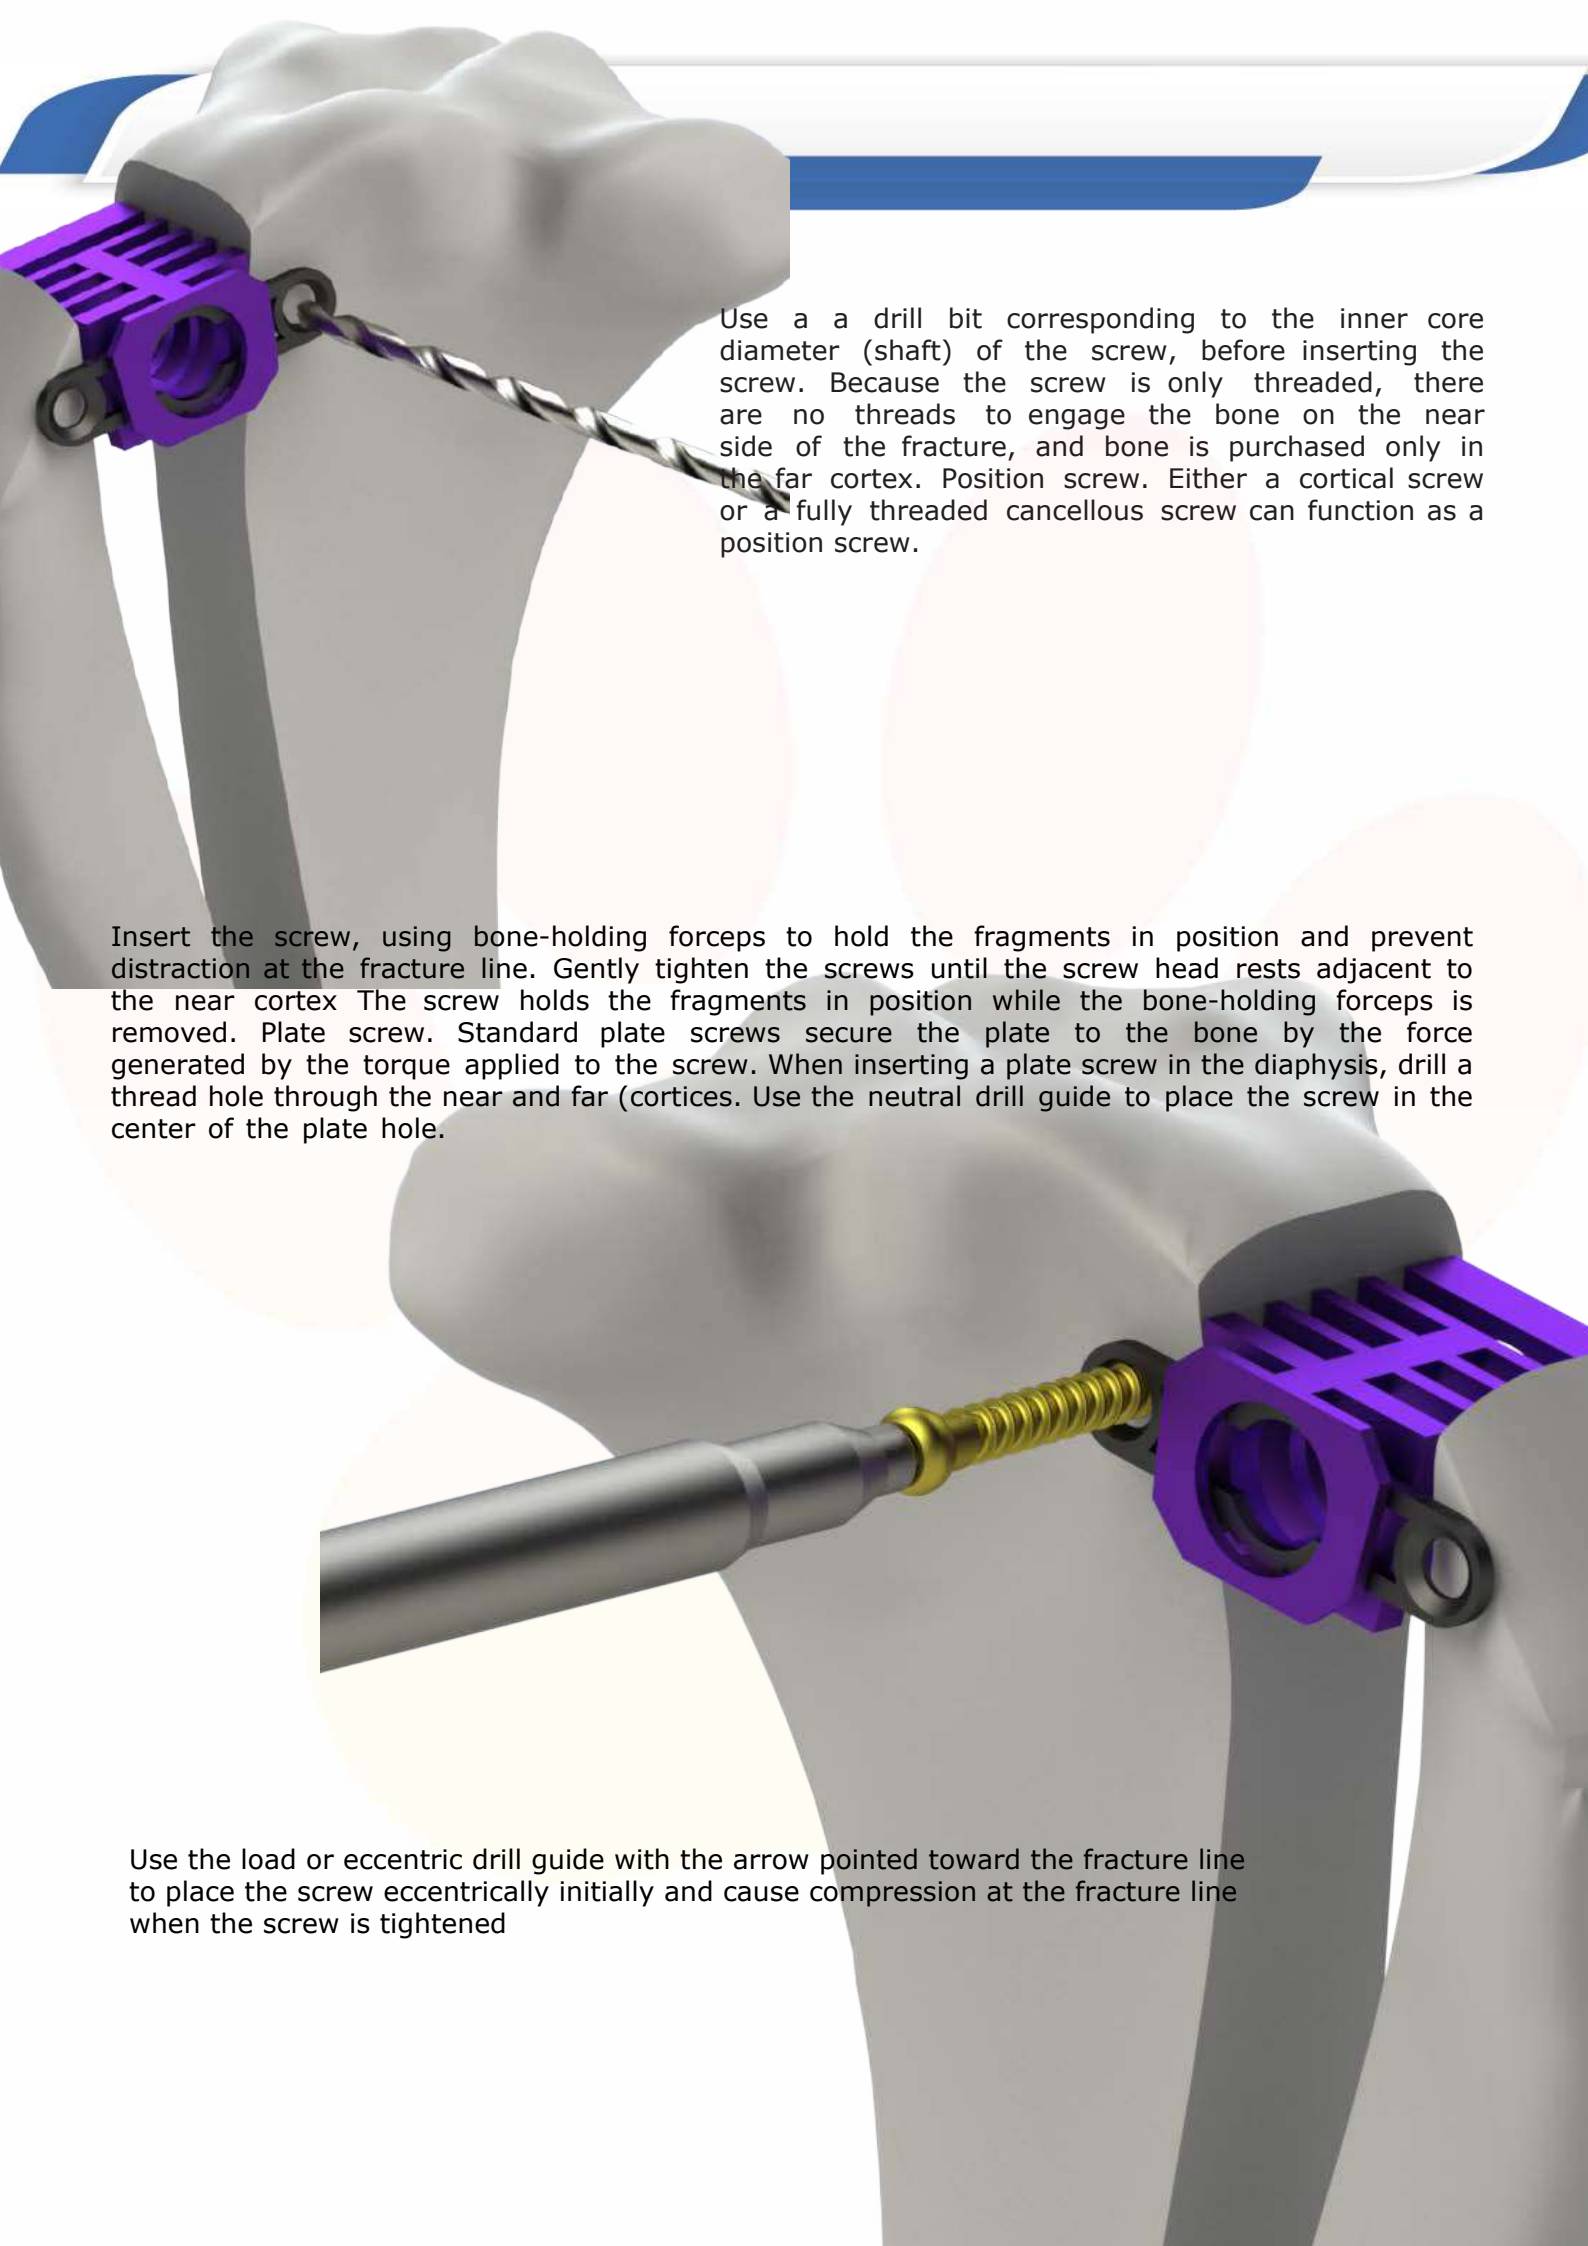 Use a a drill bit corresponding to the inner core
diameter (shaft) of the screw, before inserting the
screw. Because the screw is only threaded, there
are no threads to engage the bone on the near
side of the fracture, and bone is purchased only in
the far cortex. Position screw. Either a cortical screw
or a fully threaded cancellous screw can function as a
position screw.
Insert the screw, using bone-holding forceps to hold the fragments in position and prevent
distraction at the fracture line. Gently tighten the screws until the screw head rests adjacent to
the near cortex The screw holds the fragments in position while the bone-holding forceps is
removed. Plate screw. Standard plate screws secure the plate to the bone by the force
generated by the torque applied to the screw. When inserting a plate screw in the diaphysis, drill a
thread hole through the near and far (cortices. Use the neutral drill guide to place the screw in the
center of the plate hole.
Use the load or eccentric drill guide with the arrow pointed toward the fracture line
to place the screw eccentrically initially and cause compression at the fracture line
when the screw is tightened